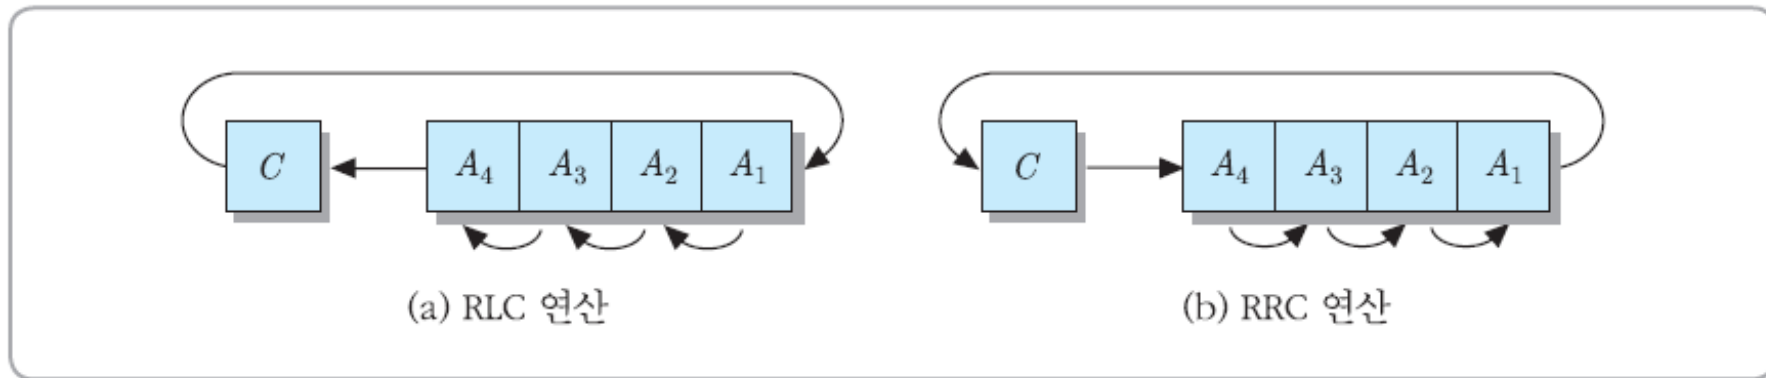 C A₄ A₃ A₂ A₁
C A₄ A₃ A₂ A₁
(a) RLC 연산
(b) RRC 연산